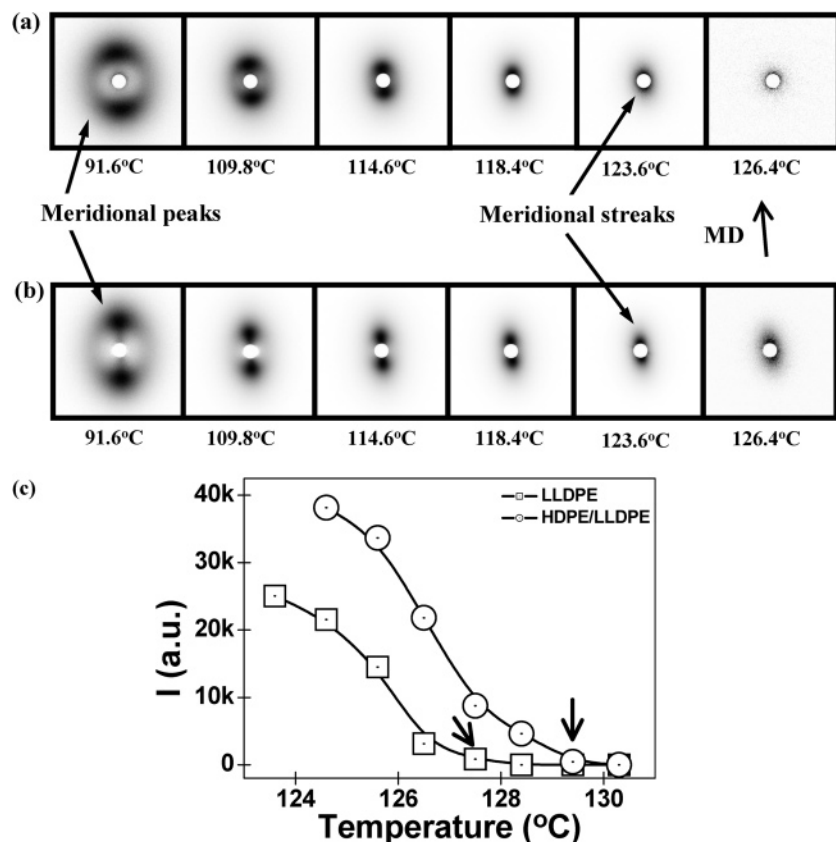 (a)
91.6°C 109.8°C 114.6°C 118.4°C 123.6°C 126.4°C
Meridional peaks Meridional streaks MD
(b)
91.6°C 109.8°C 114.6°C 118.4°C 123.6°C 126.4°C
(c)
LLDPE
HDPE/LLDPE
40k
30k
20k
10k
0
I (a.u.)
124 126 128 130
Temperature (ºC)